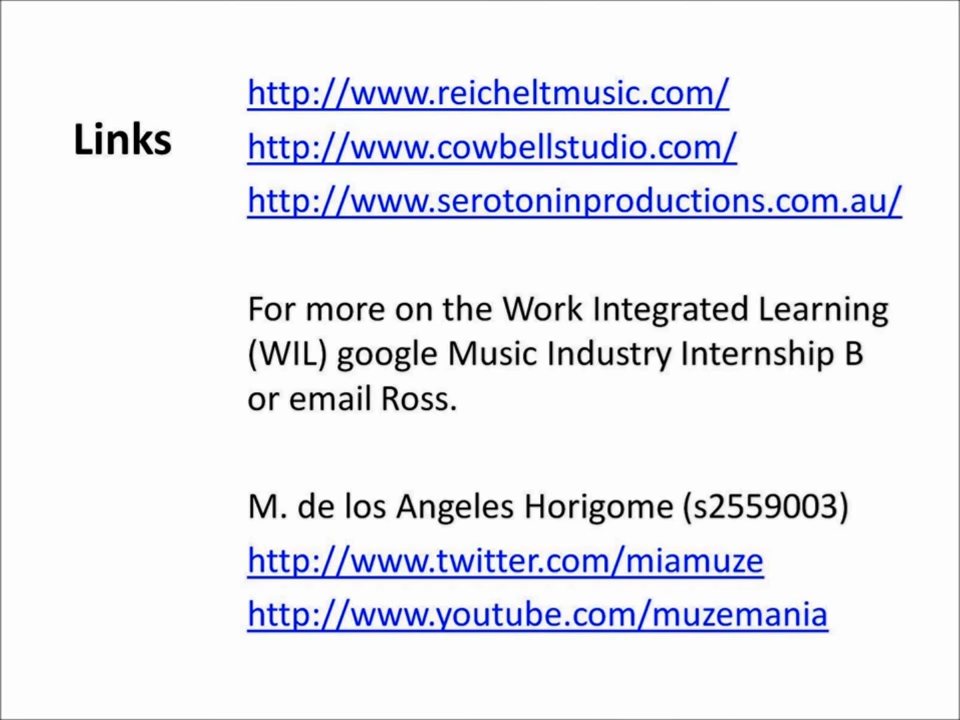 Links
http://www.reicheltmusic.com/
http://www.cowbellstudio.com/
http://www.serotoninproductions.com.au/
For more on the Work Integrated Learning
(WIL) google Music Industry Internship B
or email Ross.
M. de los Angeles Horigome (s2559003)
http://www.twitter.com/miamuze
http://www.youtube.com/muzemania